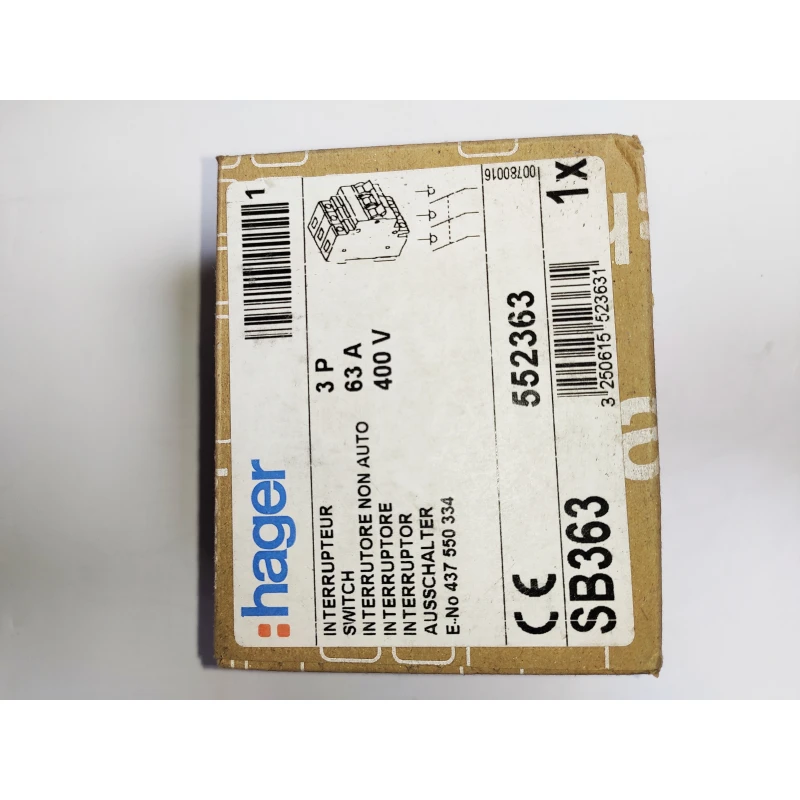 :hager
1
INTERRUPTEUR
SWITCH
INTERRUTORE NON AUTO
INTERRUPTORE
INTERRUPTOR
AUSSCHALTER
E-No 437 550 334
3 P
63 A
400 V
CE
552363
00780016
SB363
3 250615 523631
1x